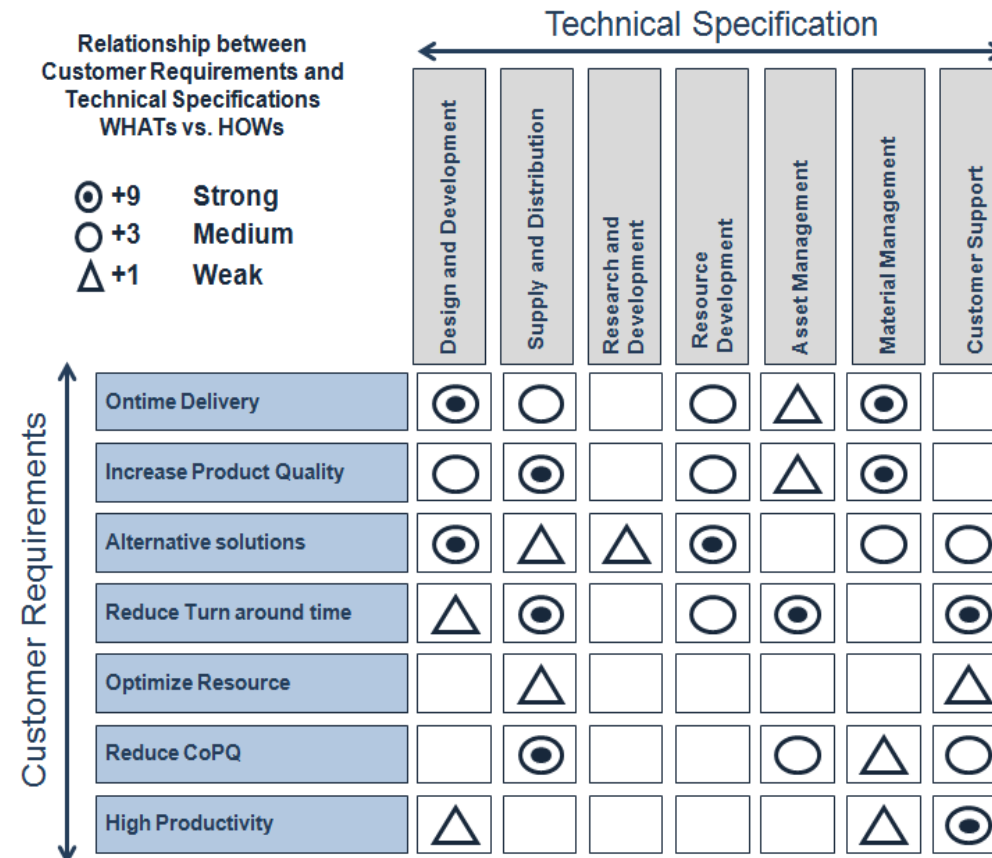 Technical Specification
Relationship between
Customer Requirements and
Technical Specifications
WHATs vs. HOWs
+9 Strong
+3 Medium
+1 Weak
Design and Development
Supply and Distribution
Research and
Development
Resource
Development
Asset Management
Material Management
Customer Support
Customer Requirements
Ontime Delivery
Increase Product Quality
Alternative solutions
Reduce Turn around time
Optimize Resource
Reduce CoPQ
High Productivity